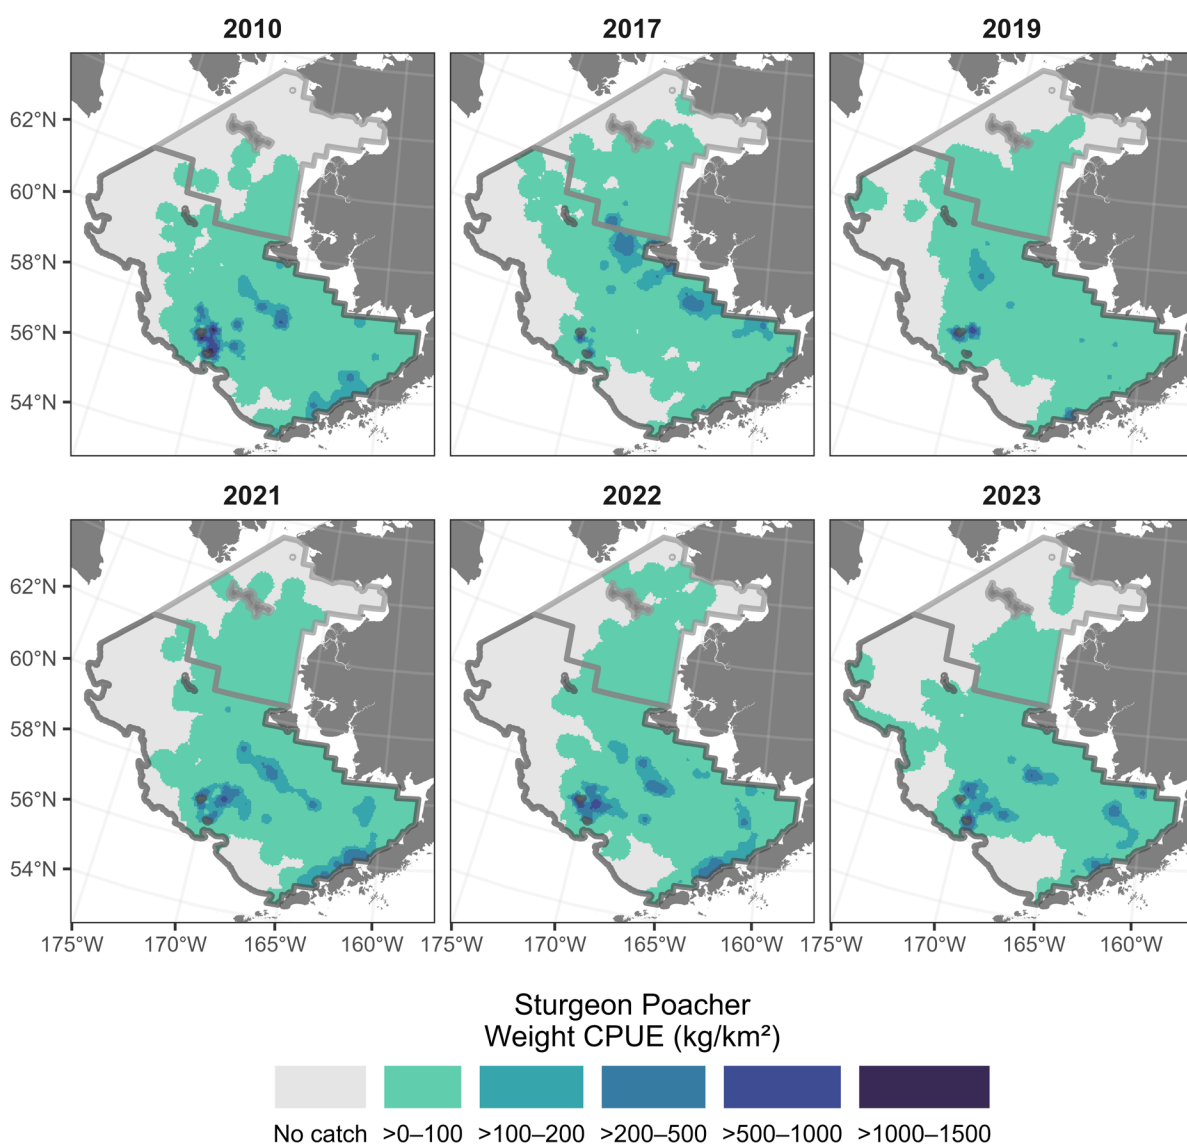 2010 2017 2019
62°N
60°N
58°N
56°N
54°N
2021 2022 2023
62°N
60°N
58°N
56°N
54°N
175°W 170°W 165°W 160°W 175°W 170°W 165°W 160°W 175°W 170°W 165°W 160°W
Sturgeon Poacher
Weight CPUE (kg/km²)
No catch >0–100 >100–200 >200–500 >500–1000 >1000–1500